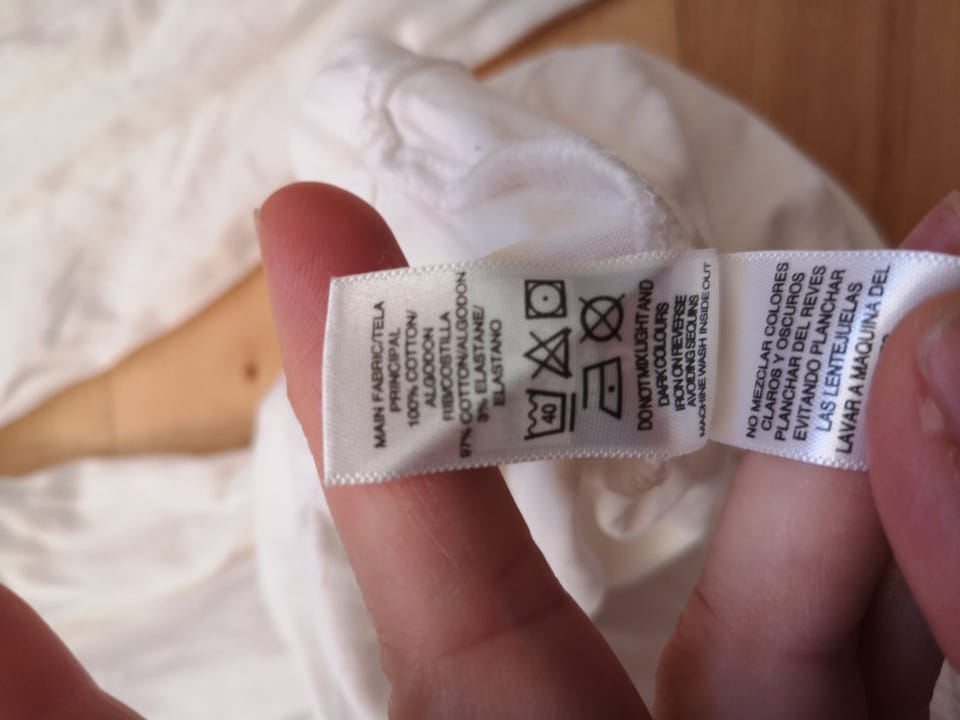 MAIN FABRIC/TELA
PRINCIPAL
100% COTTON/
ALGODON
RIB/COSTILLA
97% COTTON/ALGODON
3% ELASTANE/
ELASTANO
40
DO NOT MIX LIGHT AND
DARK COLOURS
IRON ON REVERSE
AVOIDING SEQUINS
MACHINE WASH INSIDE OUT
NO MEZCLAR COLORES
CLAROS Y OSCUROS
PLANCHAR DEL REVES
EVITANDO PLANCHAR
LAS LENTEJUELAS
LAVAR A MAQUINA DEL